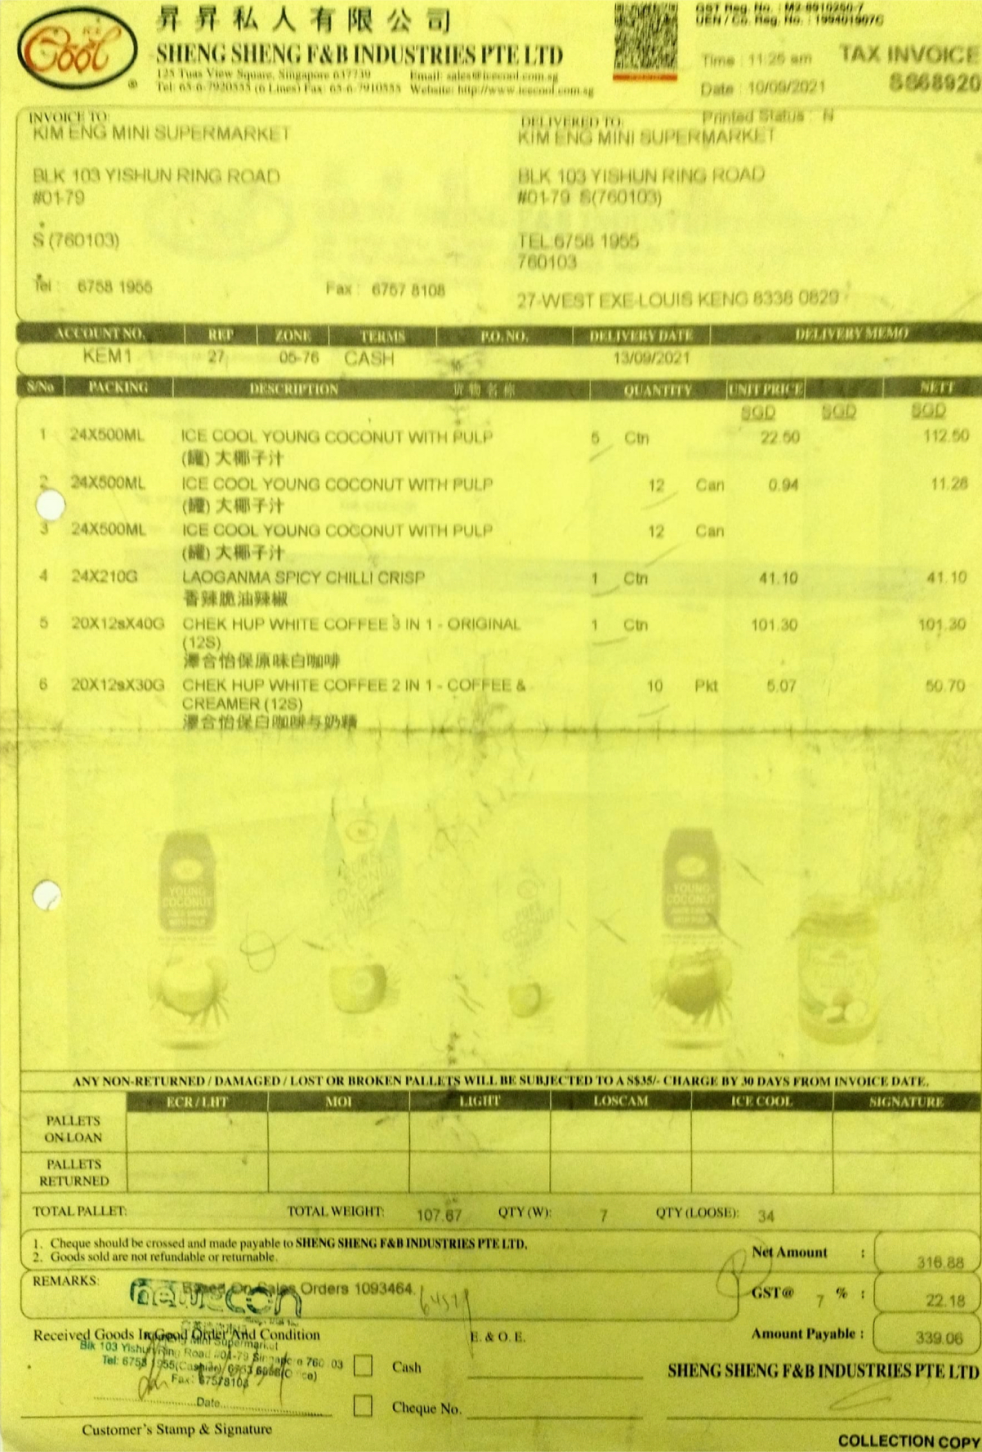 ICE
Cool
®
昇昇私人有限公司
SHENG SHENG F&B INDUSTRIES PTE LTD
125 Tuas View Square, Singapore 637739 Email: sales@icecool.com.sg
Tel: 65-6-7920555 (6 Lines) Fax: 65-6-7910555 Website: http://www.icecool.com.sg
GST Reg. No. : M2-8910250-7
UEN / Co. Reg. No. : 199401907C
Time : 11:26 am TAX INVOICE
Date : 10/09/2021 SS68920
Printed Status : N
INVOICE TO: DELIVERED TO:
KIM ENG MINI SUPERMARKET KIM ENG MINI SUPERMARKET
BLK 103 YISHUN RING ROAD BLK 103 YISHUN RING ROAD
#01-79 #01-79 S(760103)
S (760103) TEL 6758 1955
760103
Tel : 6758 1955 Fax : 6757 8108 27-WEST EXE-LOUIS KENG 8338 0829
ACCOUNT NO. REP ZONE TERMS P.O. NO. DELIVERY DATE DELIVERY MEMO
KEM1 27 05-76 CASH 13/09/2021
S/No PACKING DESCRIPTION 貨物名称 QUANTITY UNIT PRICE NETT
SGD SGD SGD
1 24X500ML ICE COOL YOUNG COCONUT WITH PULP 5 Ctn 22.50 112.50
(罐) 大椰子汁
2 24X500ML ICE COOL YOUNG COCONUT WITH PULP 12 Can 0.94 11.28
(罐) 大椰子汁
3 24X500ML ICE COOL YOUNG COCONUT WITH PULP 12 Can
(罐) 大椰子汁
4 24X210G LAOGANMA SPICY CHILLI CRISP 1 Ctn 41.10 41.10
香辣脆油辣椒
5 20X12sX40G CHEK HUP WHITE COFFEE 3 IN 1 - ORIGINAL 1 Ctn 101.30 101.30
(12S)
澤合怡保原味白咖啡
6 20X12sX30G CHEK HUP WHITE COFFEE 2 IN 1 - COFFEE & 10 Pkt 5.07 50.70
CREAMER (12S)
澤合怡保白咖啡与奶精
YOUNG COCONUT
YOUNG COCONUT
ANY NON-RETURNED / DAMAGED / LOST OR BROKEN PALLETS WILL BE SUBJECTED TO A S$35/- CHARGE BY 30 DAYS FROM INVOICE DATE.
ECR / LHT MOI LIGHT LOSCAM ICE COOL SIGNATURE
PALLETS
ON LOAN
PALLETS
RETURNED
TOTAL PALLET: TOTAL WEIGHT: 107.67 QTY (W): 7 QTY (LOOSE): 34
1. Cheque should be crossed and made payable to SHENG SHENG F&B INDUSTRIES PTE LTD.
2. Goods sold are not refundable or returnable.
Net Amount : 316.88
REMARKS: Based On Sales Orders 1093464.
GST@ 7 % : 22.18
Received Goods In Good Order And Condition E. & O. E. Amount Payable : 339.06
Mini Supermarket
Blk 103 Yishun Ring Road #01-79 Singapore 760103
Tel: 6758 1955(Cashier)
Fax: 67578108
Cash SHENG SHENG F&B INDUSTRIES PTE LTD
Date
Cheque No.
Customer's Stamp & Signature
COLLECTION COPY